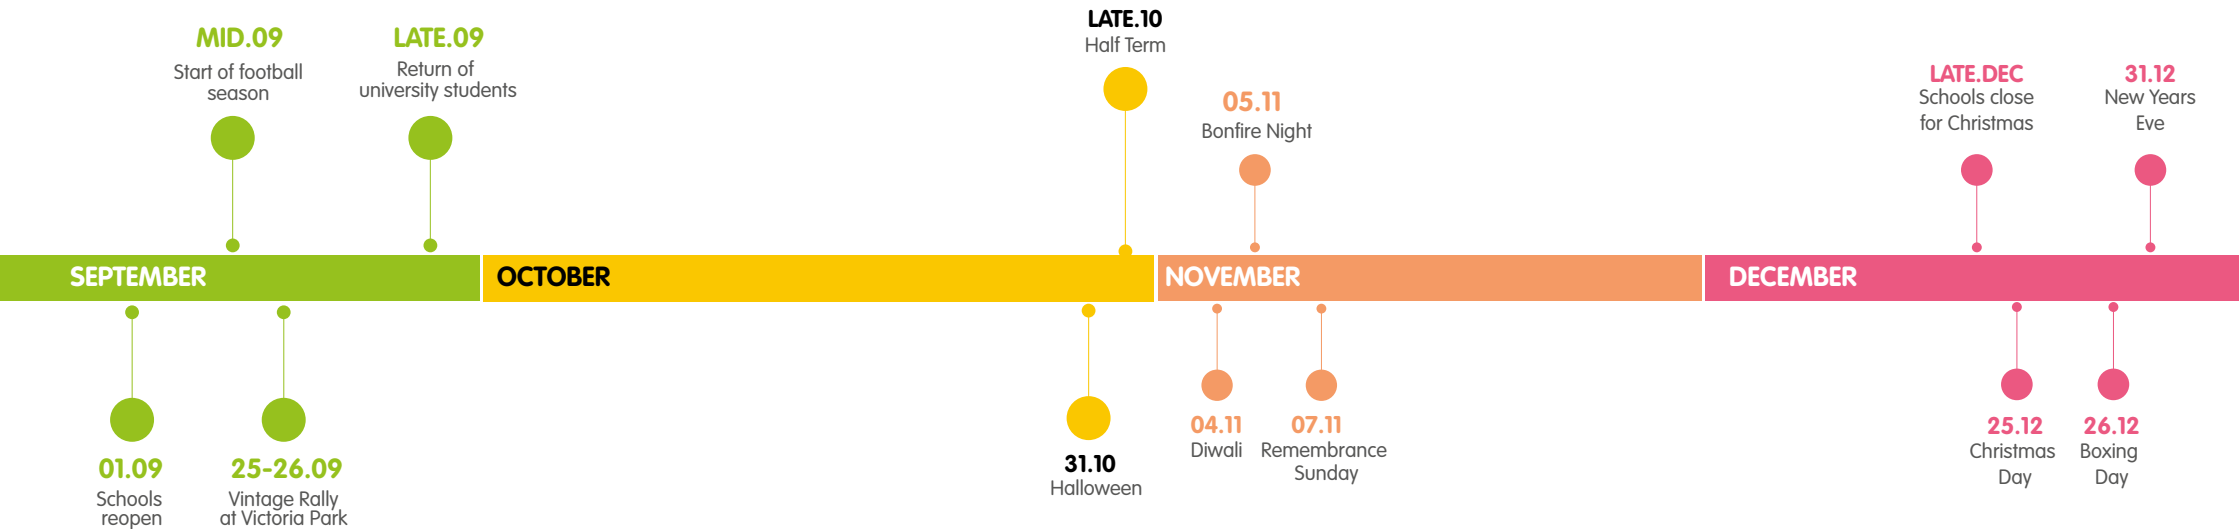 MID.09
Start of football
season
LATE.09
Return of
university students
LATE.10
Half Term
05.11
Bonfire Night
LATE.DEC
Schools close
for Christmas
31.12
New Years
Eve
SEPTEMBER
OCTOBER
NOVEMBER
DECEMBER
01.09
Schools
reopen
25-26.09
Vintage Rally
at Victoria Park
31.10
Halloween
04.11
Diwali
07.11
Remembrance
Sunday
25.12
Christmas
Day
26.12
Boxing
Day